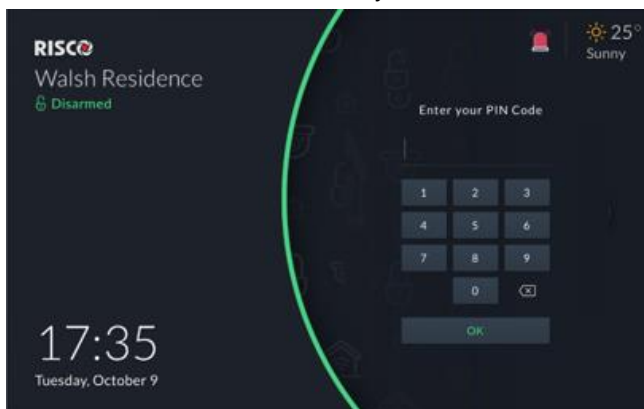 RISCO
Walsh Residence
Disarmed
25°
Sunny
Enter your PIN Code
1 2 3
4 5 6
7 8 9
0
OK
17:35
Tuesday, October 9